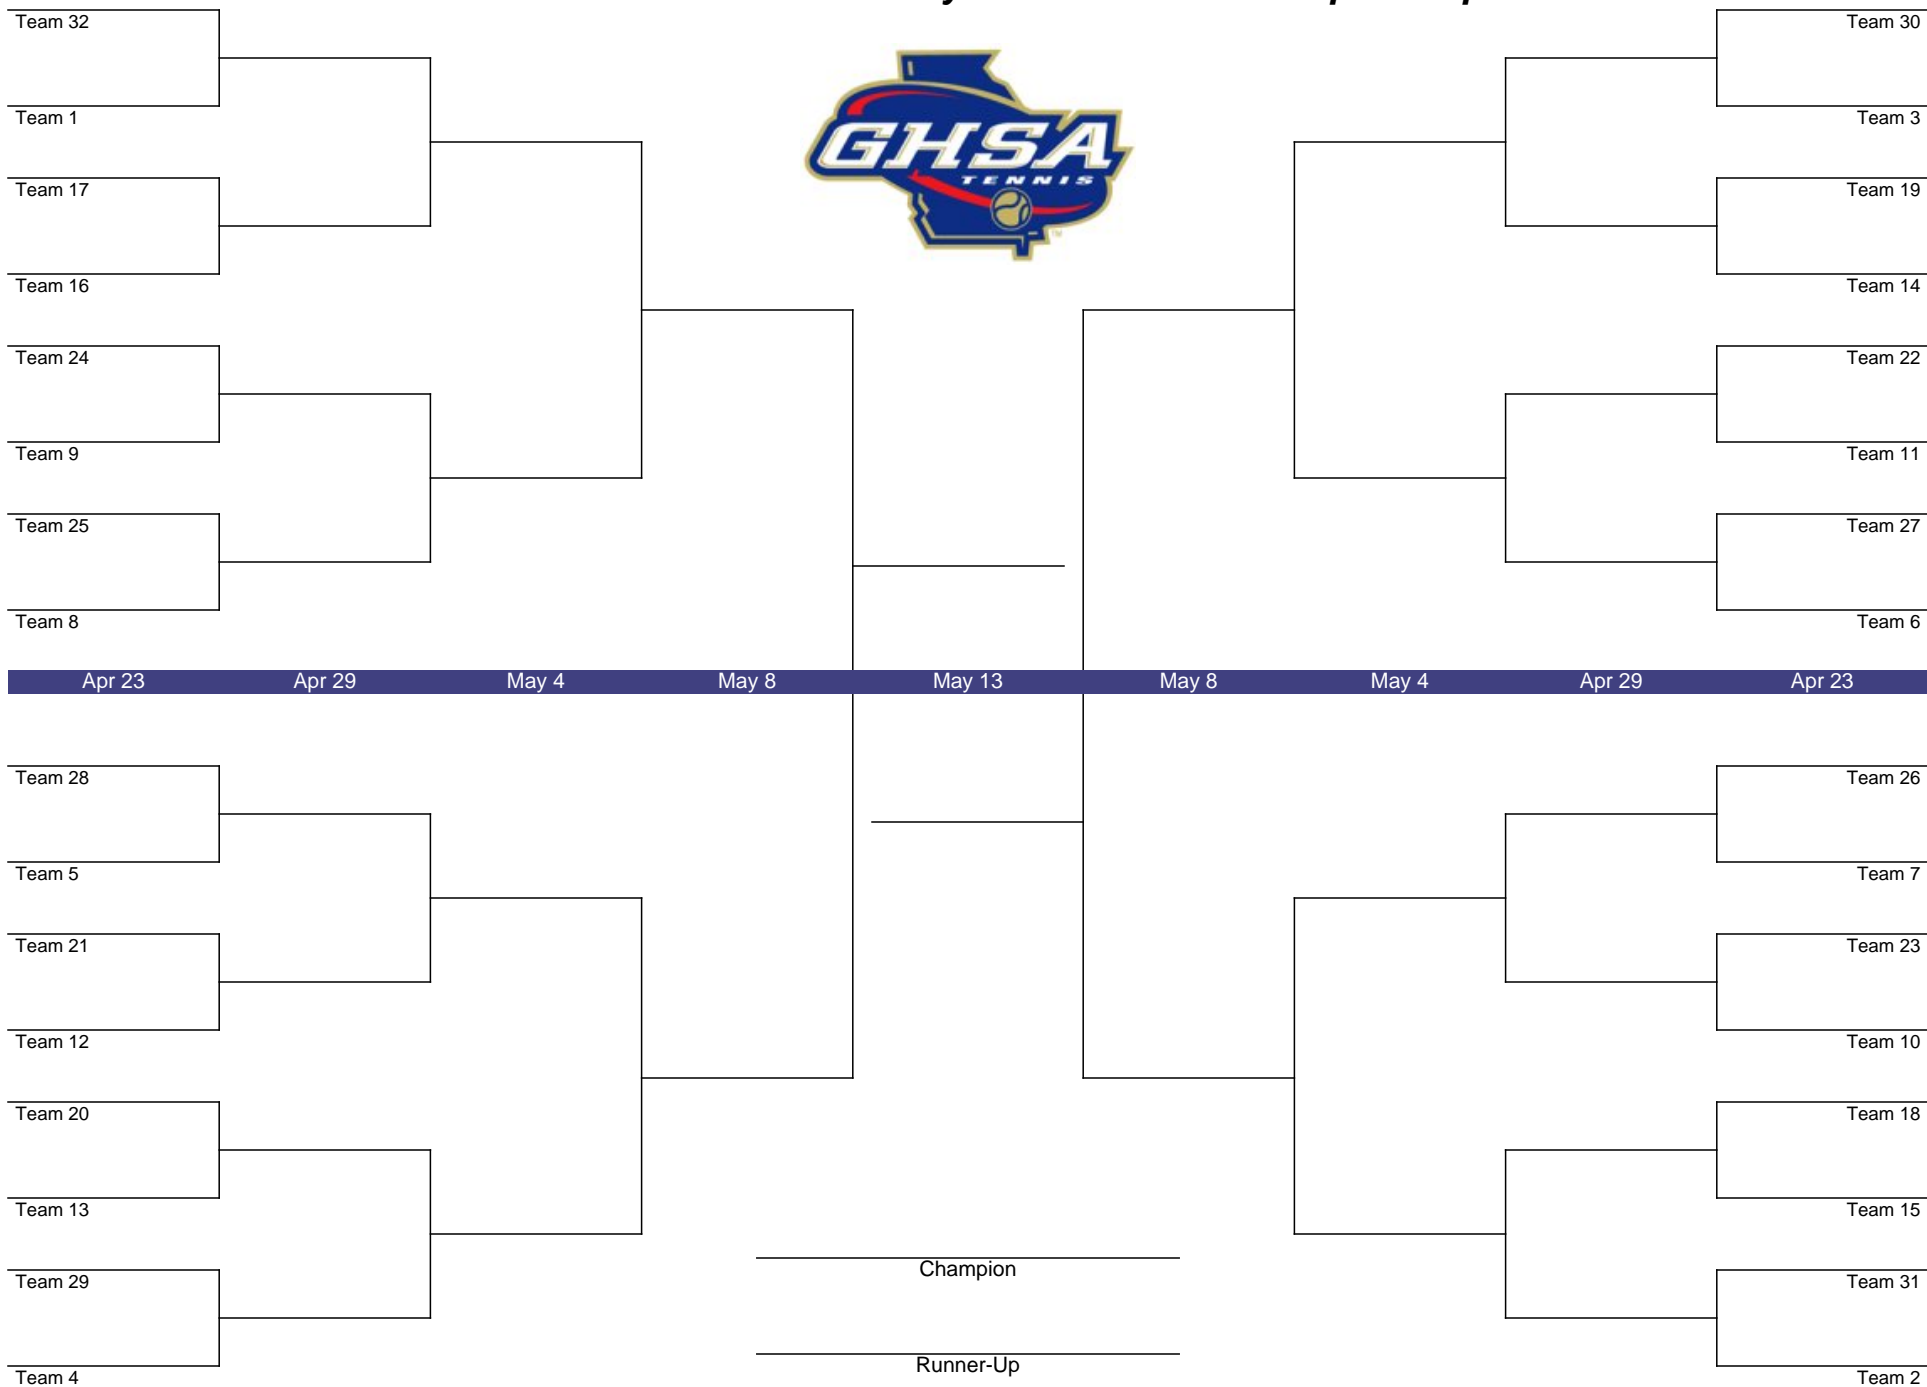 Team 32
Team 1
Team 17
Team 16
Team 24
Team 9
Team 25
Team 8
GHSA
TENNIS
TM
Team 30
Team 3
Team 19
Team 14
Team 22
Team 11
Team 27
Team 6
Apr 23 Apr 29 May 4 May 8 May 13 May 8 May 4 Apr 29 Apr 23
Team 28
Team 5
Team 21
Team 12
Team 20
Team 13
Team 29
Team 4
Champion
Runner-Up
Team 26
Team 7
Team 23
Team 10
Team 18
Team 15
Team 31
Team 2